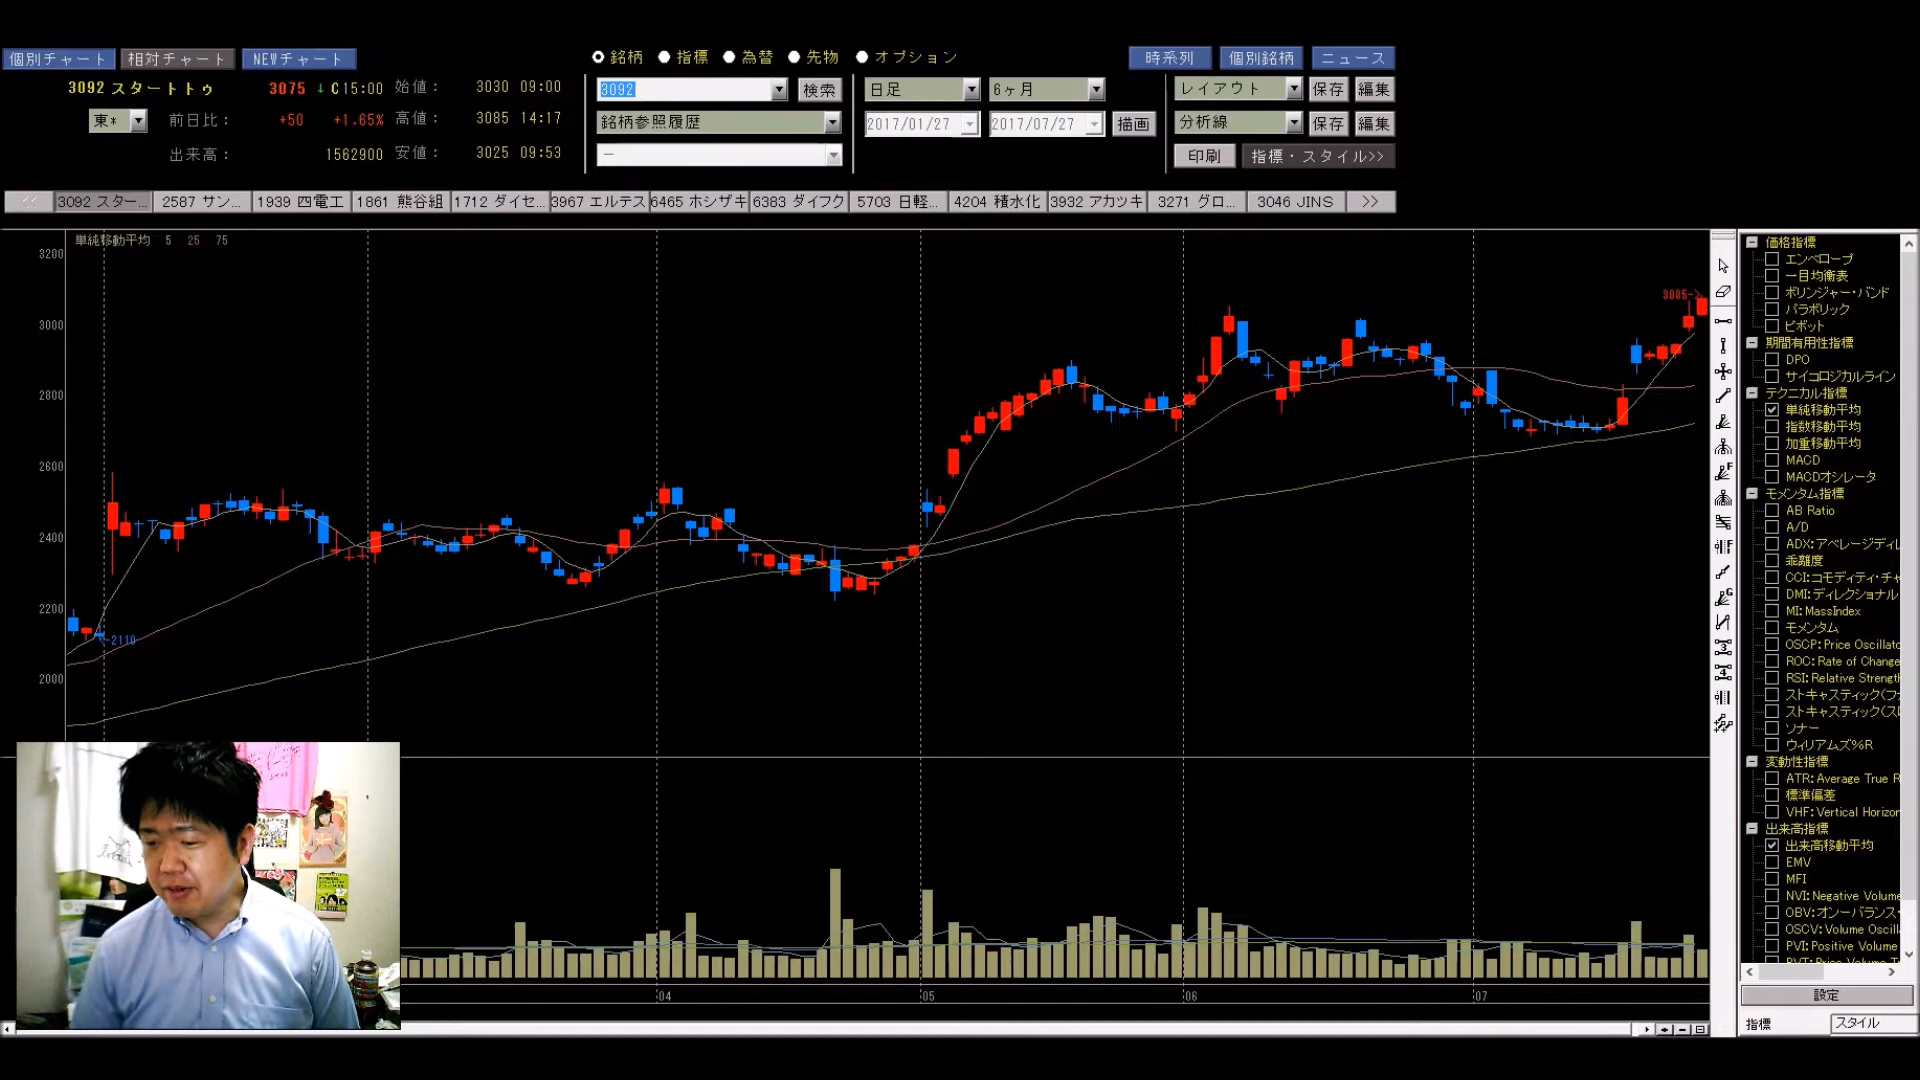 個別チャート 相対チャート NEWチャート
銘柄 指標 為替 先物 オプション
時系列 個別銘柄 ニュース
3092 スタートトゥ 3075 ↓ C15:00 始値： 3030 09:00
3092 検索 日足 6ヶ月 レイアウト 保存 編集
東* 前日比： +50 +1.65% 高値： 3085 14:17
銘柄参照履歴 2017/01/27 2017/07/27 描画 分析線 保存 編集
出来高： 1562900 安値： 3025 09:53
― 印刷 指標・スタイル>>
<< 3092 スター... 2587 サン... 1939 四電工 1861 熊谷組 1712 ダイセ... 3967 エルテス 6465 ホシザキ 6383 ダイフク 5703 日軽... 4204 積水化 3932 アカツキ 3271 グロ... 3046 JINS >>
単純移動平均 5 25 75
3200
3000
2800
2600
2400
2200
2000
3085→
←2110
04 05 06 07
価格指標
エンベロープ
一目均衡表
ボリンジャー・バンド
パラボリック
ピボット
期間有用性指標
DPO
サイコロジカルライン
テクニカル指標
単純移動平均
指数移動平均
加重移動平均
MACD
MACDオシレータ
モメンタム指標
AB Ratio
A/D
ADX:アベレージディレ
乖離度
CCI:コモディティ・チャ
DMI:ディレクショナル
MI:MassIndex
モメンタム
OSCP:Price Oscillato
ROC:Rate of Change
RSI:Relative Strengt
ストキャスティック(フ
ストキャスティック(ス
ソナー
ウィリアムズ%R
変動性指標
ATR:Average True R
標準偏差
VHF:Vertical Horizon
出来高指標
出来高移動平均
EMV
MFI
NVI:Negative Volume
OBV:オンーバランス・
OSCV:Volume Oscill
PVI:Positive Volume
設定
指標 スタイル